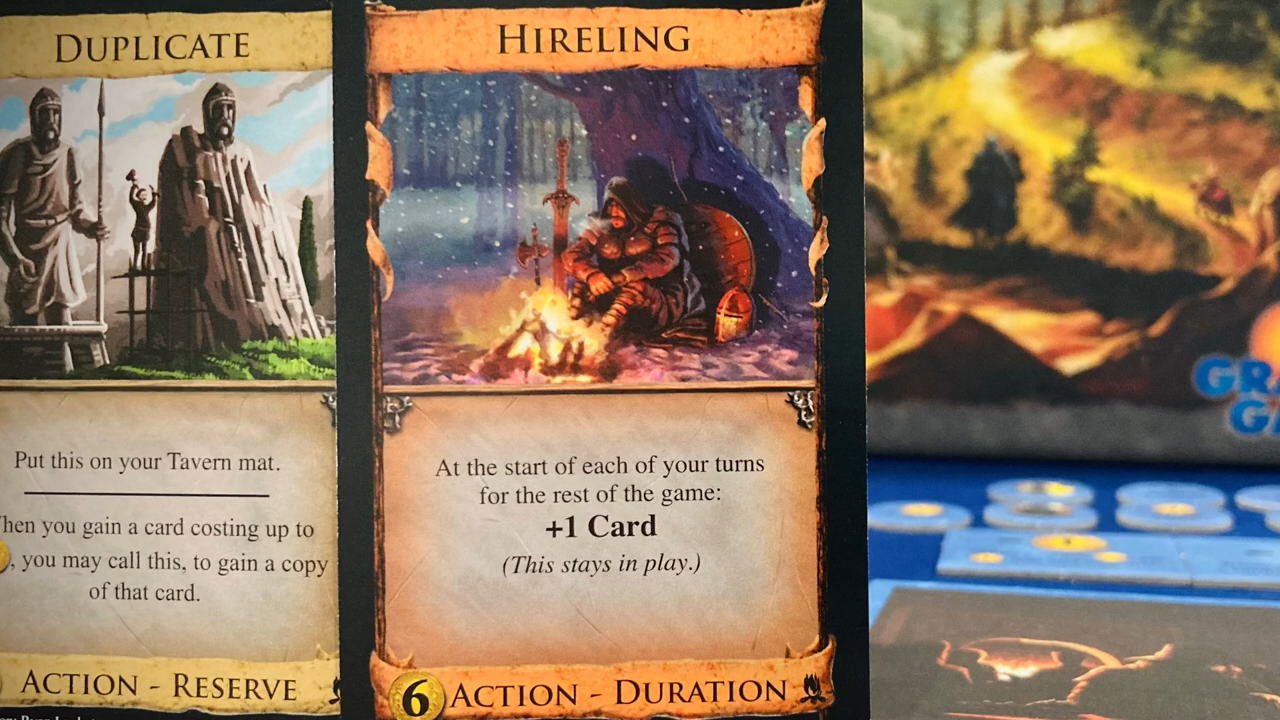 DUPLICATE
Put this on your Tavern mat.
hen you gain a card costing up to
, you may call this, to gain a copy
of that card.
ACTION - RESERVE
HIRELING
At the start of each of your turns
for the rest of the game:
+1 Card
(This stays in play.)
6 ACTION - DURATION
GR
G